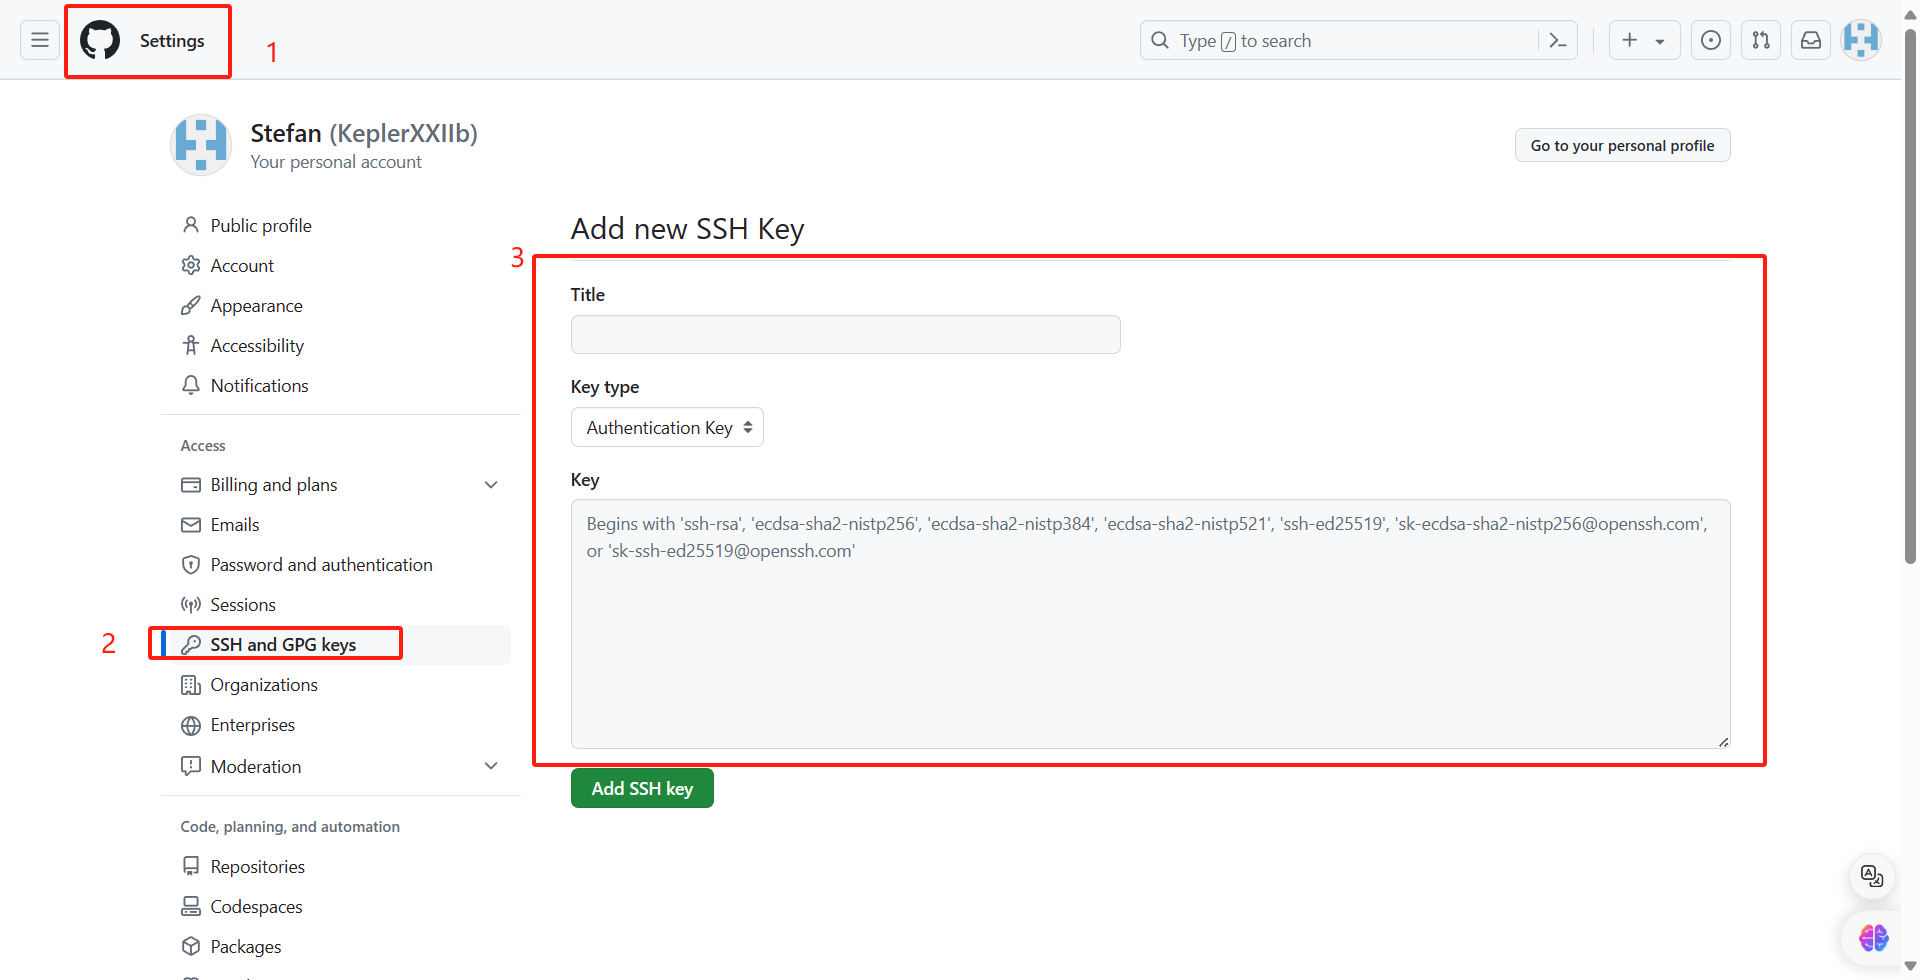 Settings
1
Type / to search
Stefan (KeplerXXIIb)
Your personal account
Go to your personal profile
Public profile
Account
Appearance
Accessibility
Notifications
Access
Billing and plans
Emails
Password and authentication
Sessions
2
SSH and GPG keys
Organizations
Enterprises
Moderation
Code, planning, and automation
Repositories
Codespaces
Packages
Add new SSH Key
3
Title
Key type
Authentication Key
Key
Begins with 'ssh-rsa', 'ecdsa-sha2-nistp256', 'ecdsa-sha2-nistp384', 'ecdsa-sha2-nistp521', 'ssh-ed25519', 'sk-ecdsa-sha2-nistp256@openssh.com',
or 'sk-ssh-ed25519@openssh.com'
Add SSH key